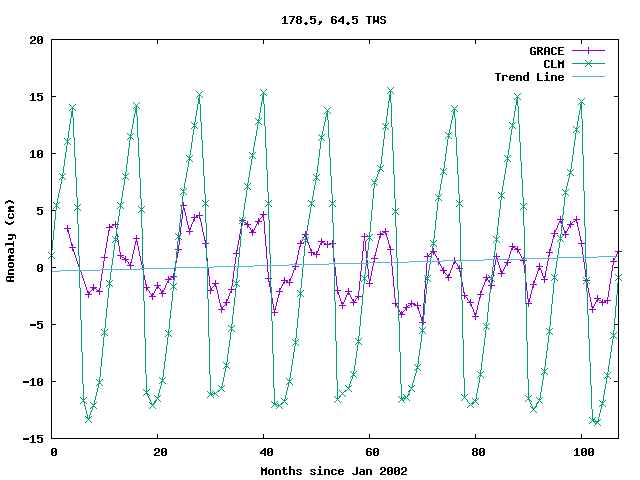 178.5, 64.5 TWS
GRACE
CLM
Trend Line
20
15
10
5
0
-5
-10
-15
Anomaly (cm)
0 20 40 60 80 100
Months since Jan 2002